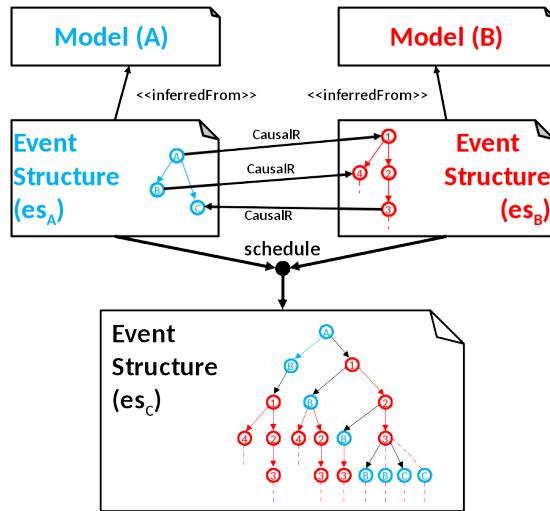 Model (A)
Model (B)
<<inferredFrom>>
<<inferredFrom>>
Event
Structure
(esA)
A
B
C
CausalR
CausalR
CausalR
1
4
2
3
Event
Structure
(esB)
schedule
Event
Structure
(esC)
A
B
1
1
B
2
4
2
4
2
B
3
3
3
3
B
B
C
C